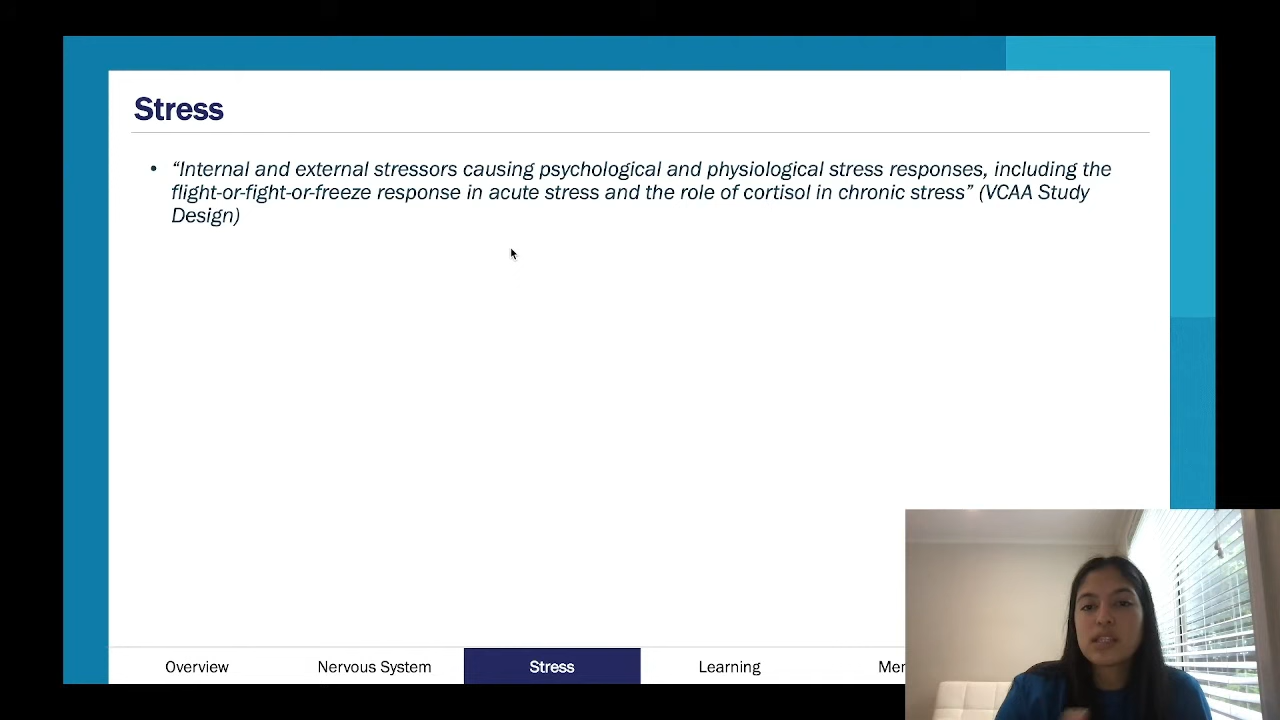 Stress
• “Internal and external stressors causing psychological and physiological stress responses, including the
flight-or-fight-or-freeze response in acute stress and the role of cortisol in chronic stress” (VCAA Study
Design)
Overview Nervous System Stress Learning